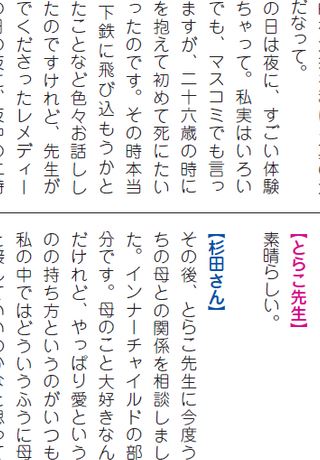 だなって。
の日は夜に、すごい体験
ちゃって。私実はいろい
でも、マスコミでも言っ
ますが、二十六歳の時に
を抱えて初めて死にたい
ったのです。その時本当
下鉄に飛び込もうかと
たことなど色々お話しし
たのですけれど、先生が
でくださったレメディー
【とらこ先生】
素晴らしい。
【杉田さん】
その後、とらこ先生に今度う
ちの母との関係を相談しまし
た。インナーチャイルドの部
分です。母のこと大好きなん
だけれど、やっぱり愛という
のの持ち方というのがいつも
私の中ではどういうふうに母